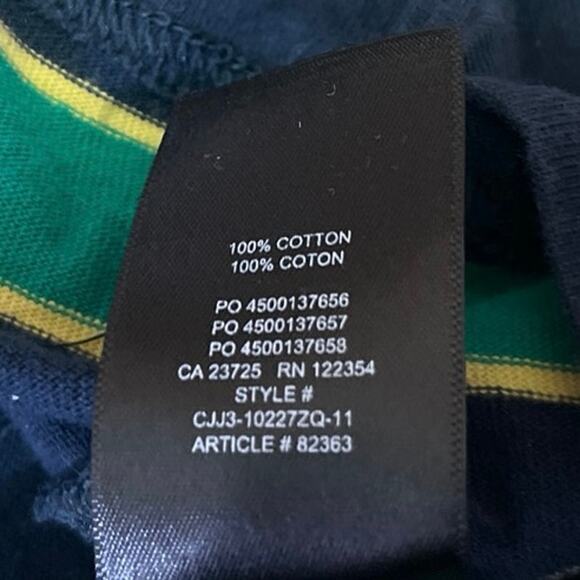 100% COTTON
100% COTON
PO 4500137656
PO 4500137657
PO 4500137658
CA 23725 RN 122354
STYLE #
CJJ3-10227ZQ-11
ARTICLE # 82363